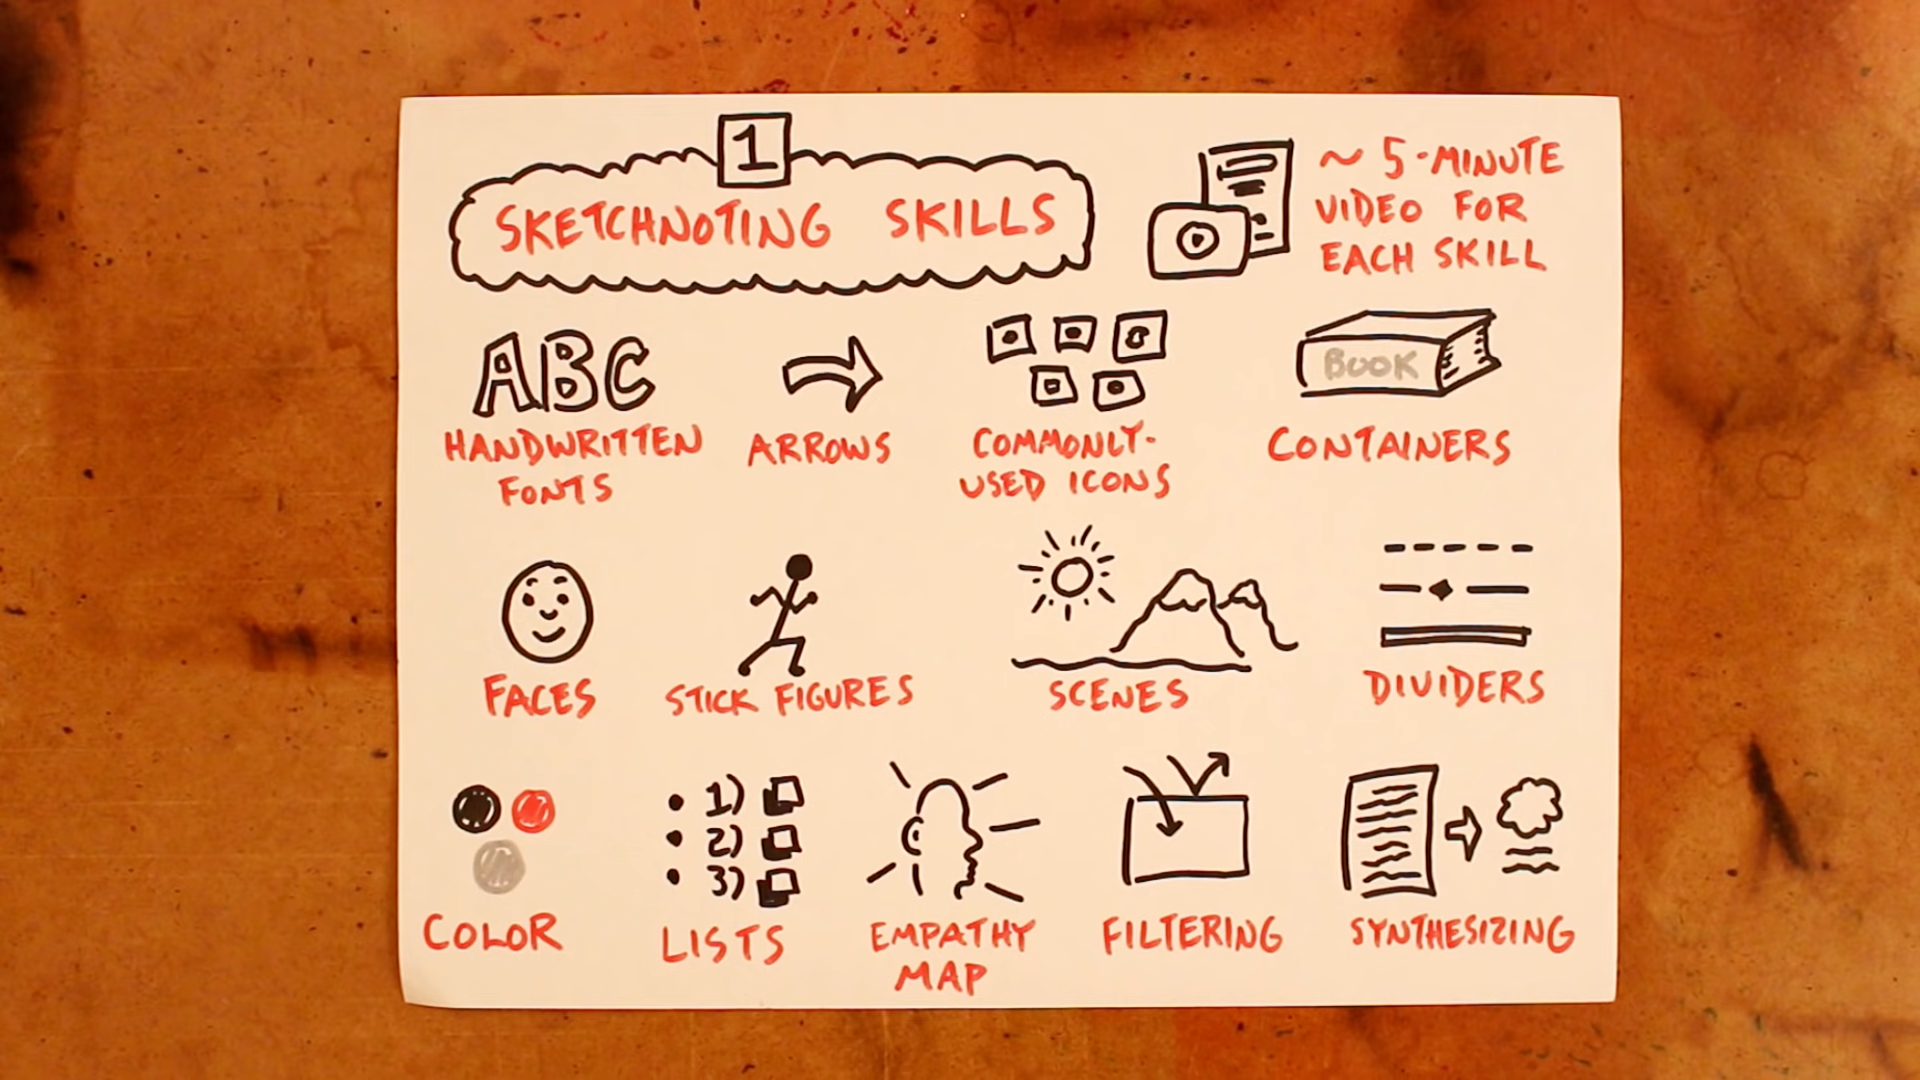 1
SKETCHNOTING SKILLS
~ 5-MINUTE
VIDEO FOR
EACH SKILL
ABC
HANDWRITTEN
FONTS
ARROWS
COMMONLY-
USED ICONS
BOOK
CONTAINERS
FACES
STICK FIGURES
SCENES
DIVIDERS
COLOR
• 1)
• 2)
• 3)
LISTS
EMPATHY
MAP
FILTERING
SYNTHESIZING